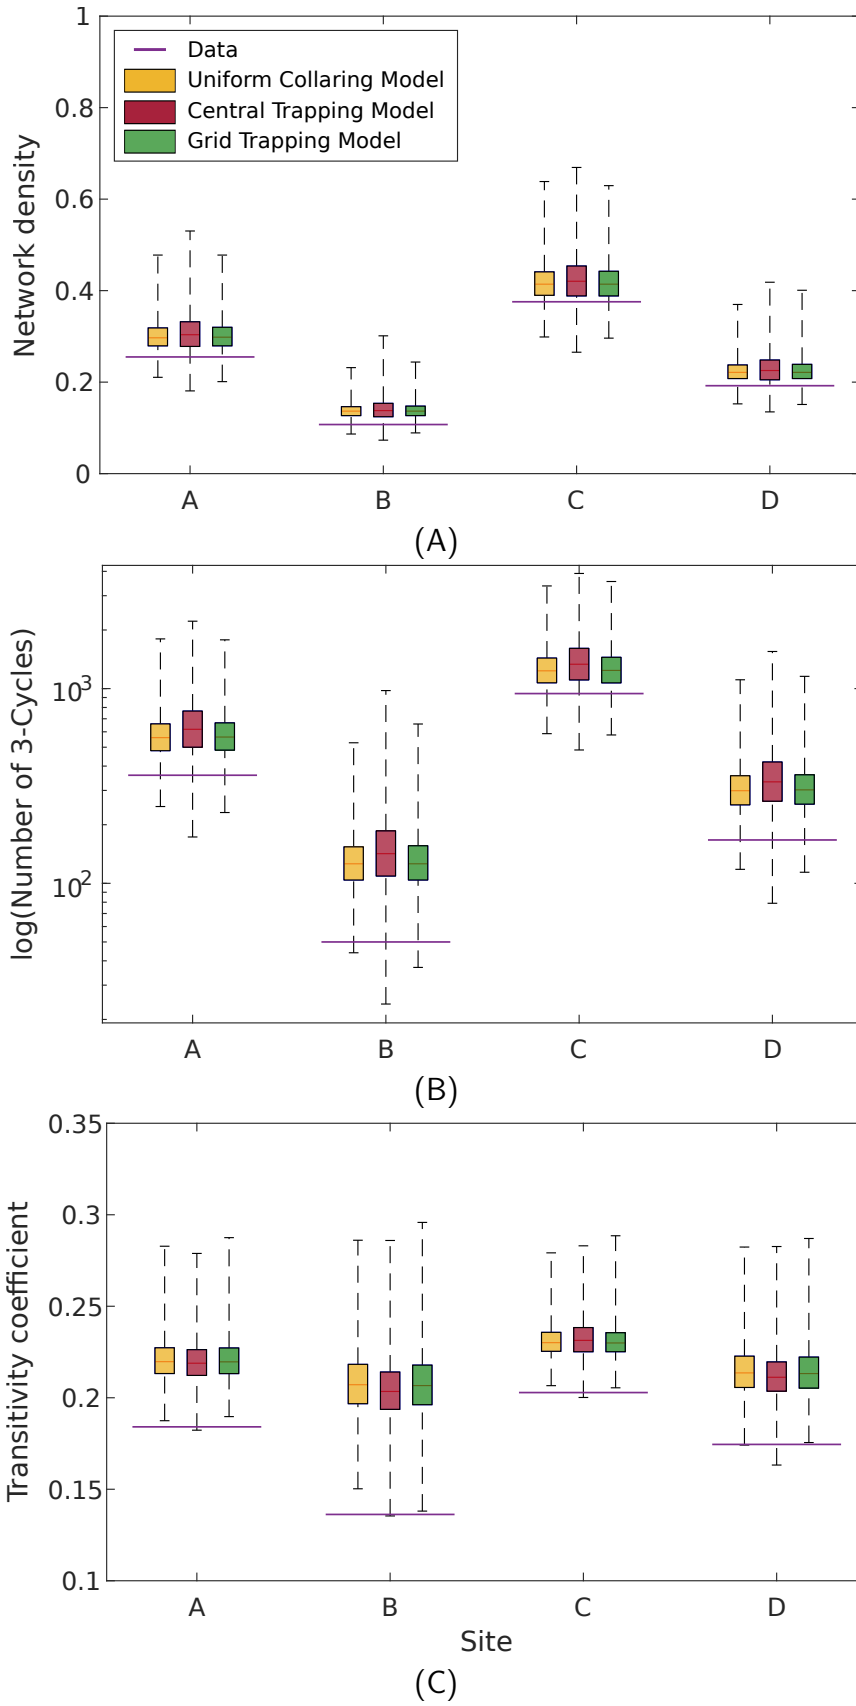 1
Data
Uniform Collaring Model
Central Trapping Model
Grid Trapping Model
0.8
0.6
0.4
0.2
0
Network density
A B C D
(A)
10³
10²
log(Number of 3-Cycles)
A B C D
(B)
0.35
0.3
0.25
0.2
0.15
0.1
Transitivity coefficient
A B C D
Site
(C)